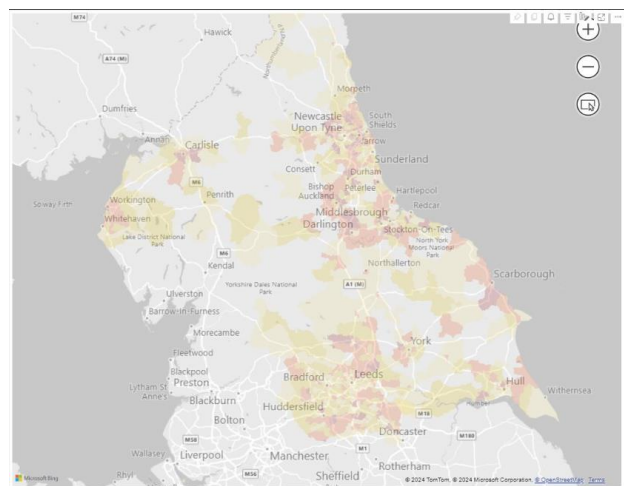 M74
Hawick
A74 (M)
Morpeth
Dumfries
Newcastle
Upon Tyne
South
Shields
Jarrow
Annan
Carlisle
Sunderland
Consett
Durham
M6
Penrith
Bishop
Auckland
Peterlee
Hartlepool
Workington
Redcar
Middlesbrough
Whitehaven
Darlington
Stockton-On-Tees
Lake District National
Park
North York
Moors National
Park
M6
Northallerton
Kendal
Scarborough
Yorkshire Dales National
Park
A1 (M)
Ulverston
Barrow-In-Furness
Morecambe
York
Fleetwood
Blackpool
Leeds
Bradford
Preston
Hull
Lytham St
Anne's
Withernsea
Blackburn
Huddersfield
Humber
M18
Bolton
Doncaster
M58
M180
Wallasey
Liverpool
Manchester
M1
Rotherham
Rhyl
M56
Sheffield
Microsoft Bing
© 2024 TomTom, © 2024 Microsoft Corporation, © OpenStreetMap Terms